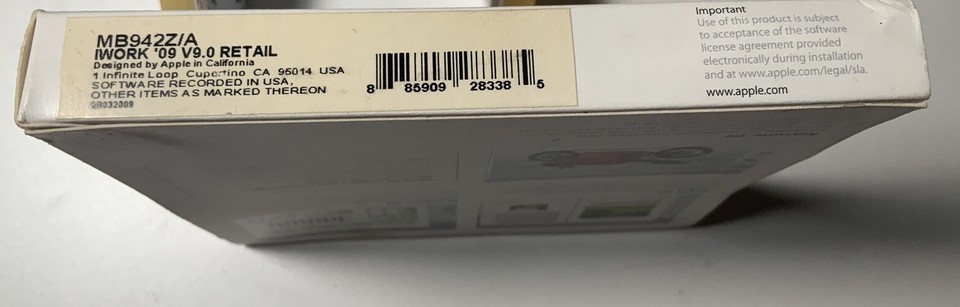 MB942Z/A
IWORK '09 V9.0 RETAIL
Designed by Apple in California
1 Infinite Loop Cupertino CA 95014 USA
SOFTWARE RECORDED IN USA,
OTHER ITEMS AS MARKED THEREON
8 85909 28338 5
Important
Use of this product is subject
to acceptance of the software
license agreement provided
electronically during installation
and at www.apple.com/legal/sla.
www.apple.com